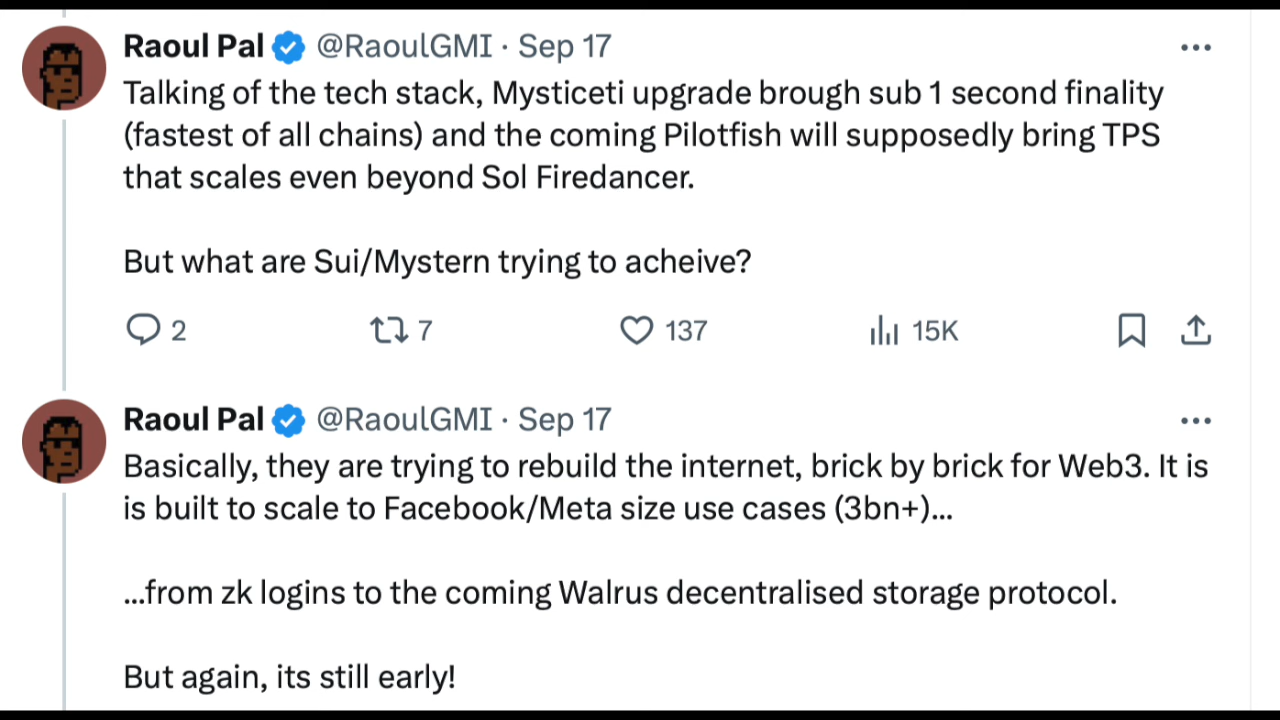 Raoul Pal @RaoulGMI · Sep 17
Talking of the tech stack, Mysticeti upgrade brough sub 1 second finality
(fastest of all chains) and the coming Pilotfish will supposedly bring TPS
that scales even beyond Sol Firedancer.
But what are Sui/Mystern trying to acheive?
2 7 137 15K
Raoul Pal @RaoulGMI · Sep 17
Basically, they are trying to rebuild the internet, brick by brick for Web3. It is
is built to scale to Facebook/Meta size use cases (3bn+)...
...from zk logins to the coming Walrus decentralised storage protocol.
But again, its still early!